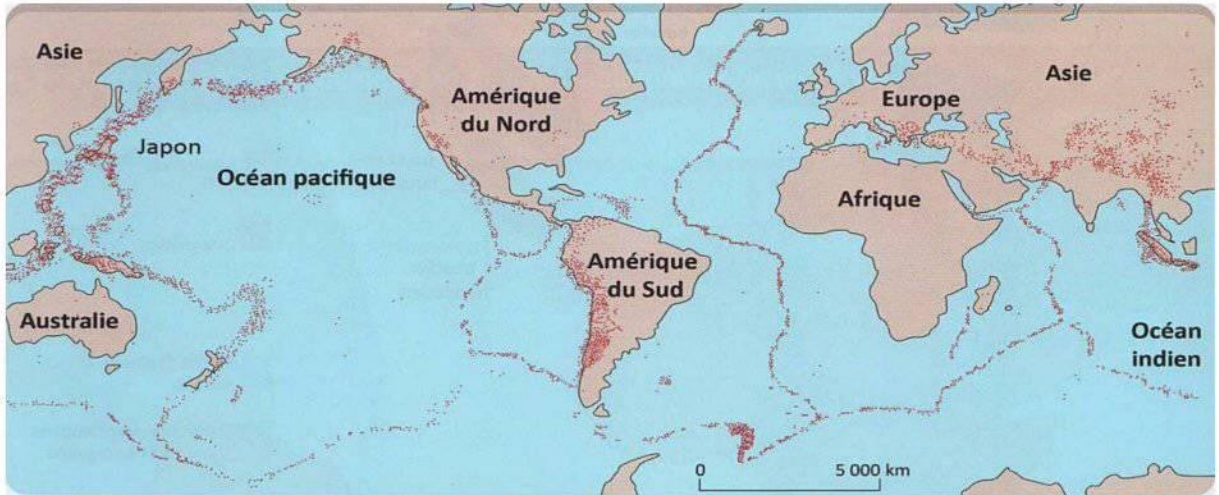 Asie
Amérique
du Nord
Europe
Asie
Japon
Océan pacifique
Afrique
Amérique
du Sud
Australie
Océan
indien
0
5 000 km